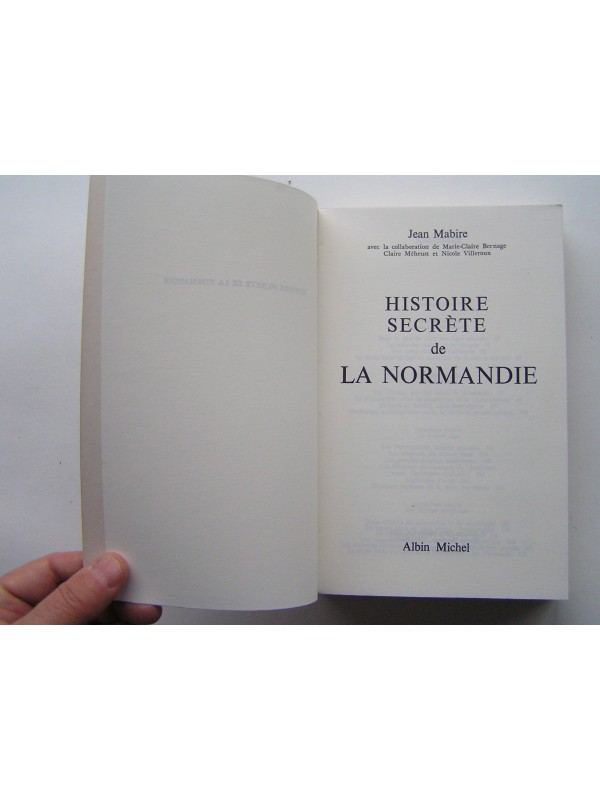 Jean Mabire
avec la collaboration de Marie-Claire Bernage
Claire Méheust et Nicole Villeroux
HISTOIRE
SECRÈTE
de
LA NORMANDIE
Albin Michel